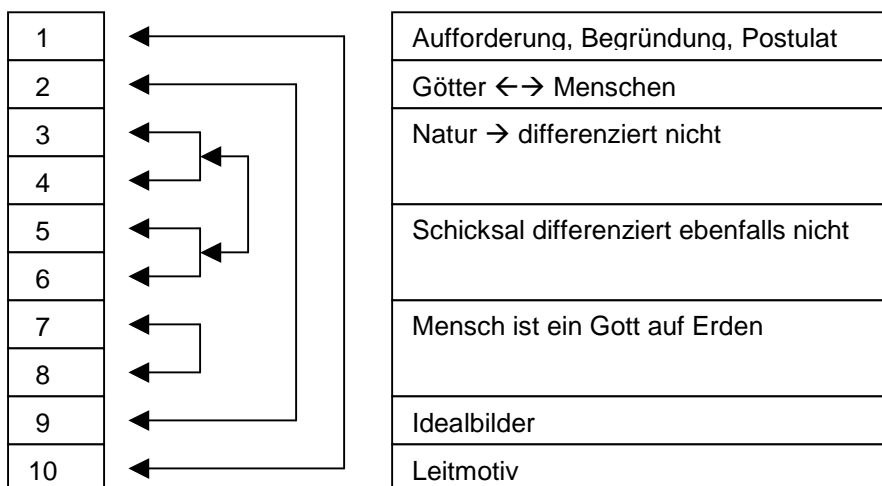 1 Aufforderung, Begründung, Postulat
2 Götter ←→ Menschen
3 Natur → differenziert nicht
4
5 Schicksal differenziert ebenfalls nicht
6
7 Mensch ist ein Gott auf Erden
8
9 Idealbilder
10 Leitmotiv